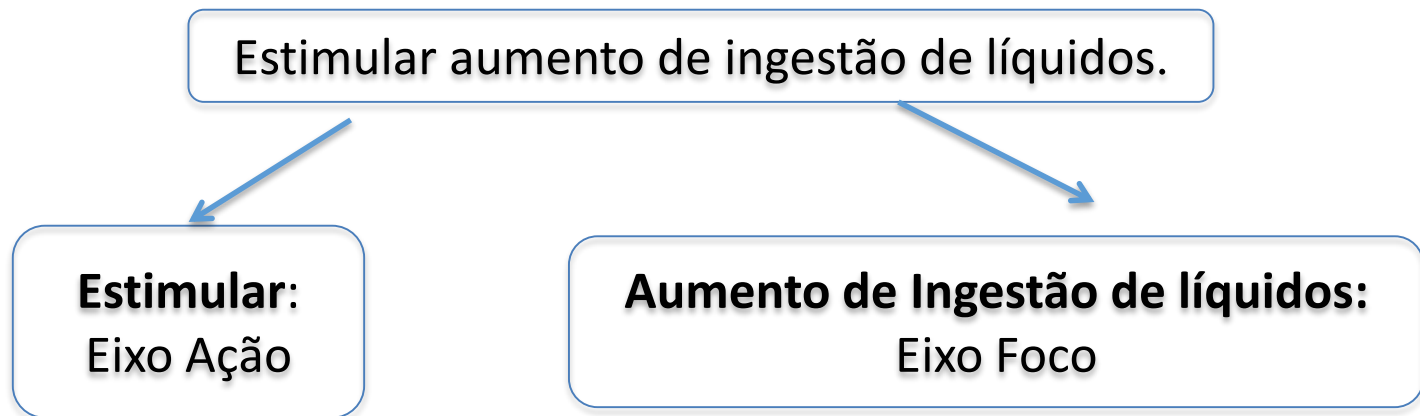 Estimular aumento de ingestão de líquidos.
Estimular:
Eixo Ação
Aumento de Ingestão de líquidos:
Eixo Foco